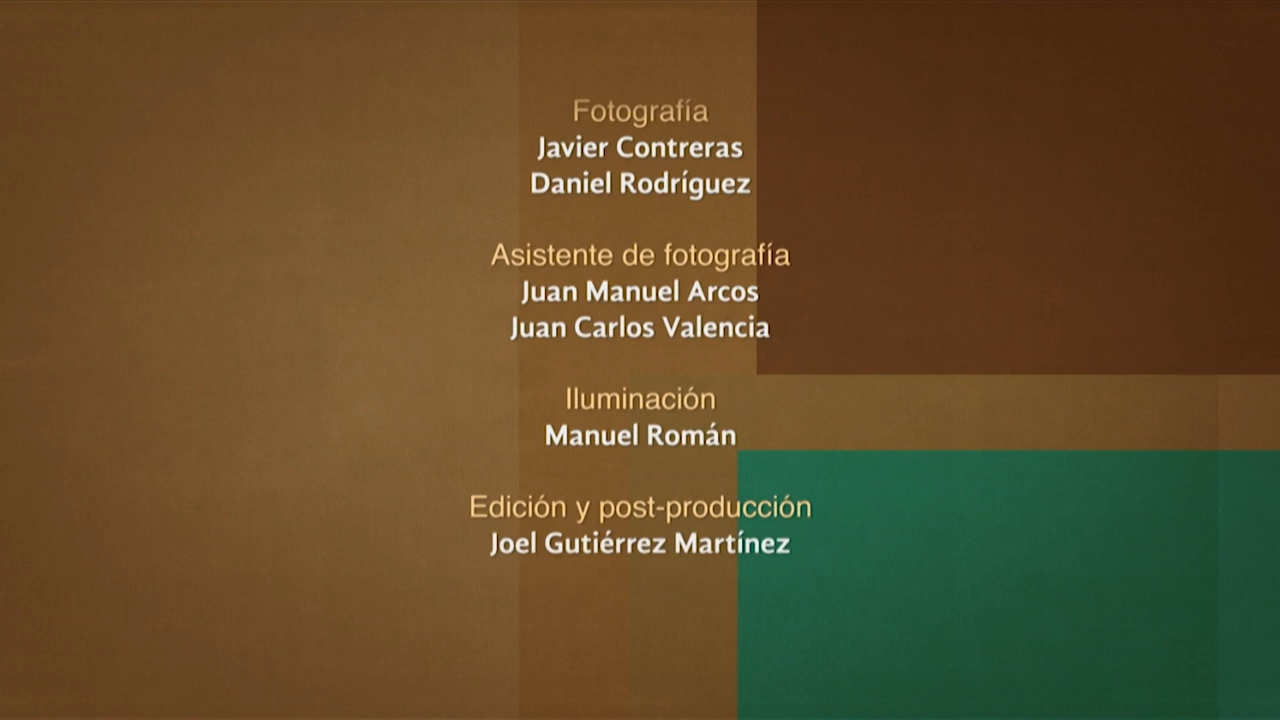 Fotografía
Javier Contreras
Daniel Rodríguez
Asistente de fotografía
Juan Manuel Arcos
Juan Carlos Valencia
Iluminación
Manuel Román
Edición y post-producción
Joel Gutiérrez Martínez